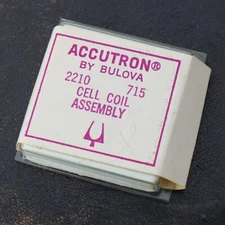 ACCUTRON®
BY BULOVA
2210 715
CELL COIL
ASSEMBLY